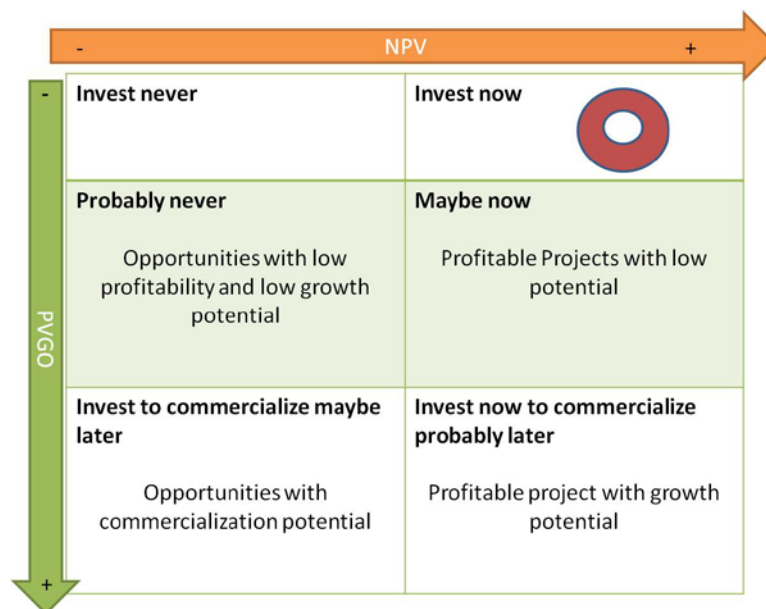 - NPV +
-
Invest never
Invest now
Probably never
Maybe now
Opportunities with low
profitability and low growth
potential
Profitable Projects with low
potential
PVGO
Invest to commercialize maybe
later
Invest now to commercialize
probably later
Opportunities with
commercialization potential
Profitable project with growth
potential
+